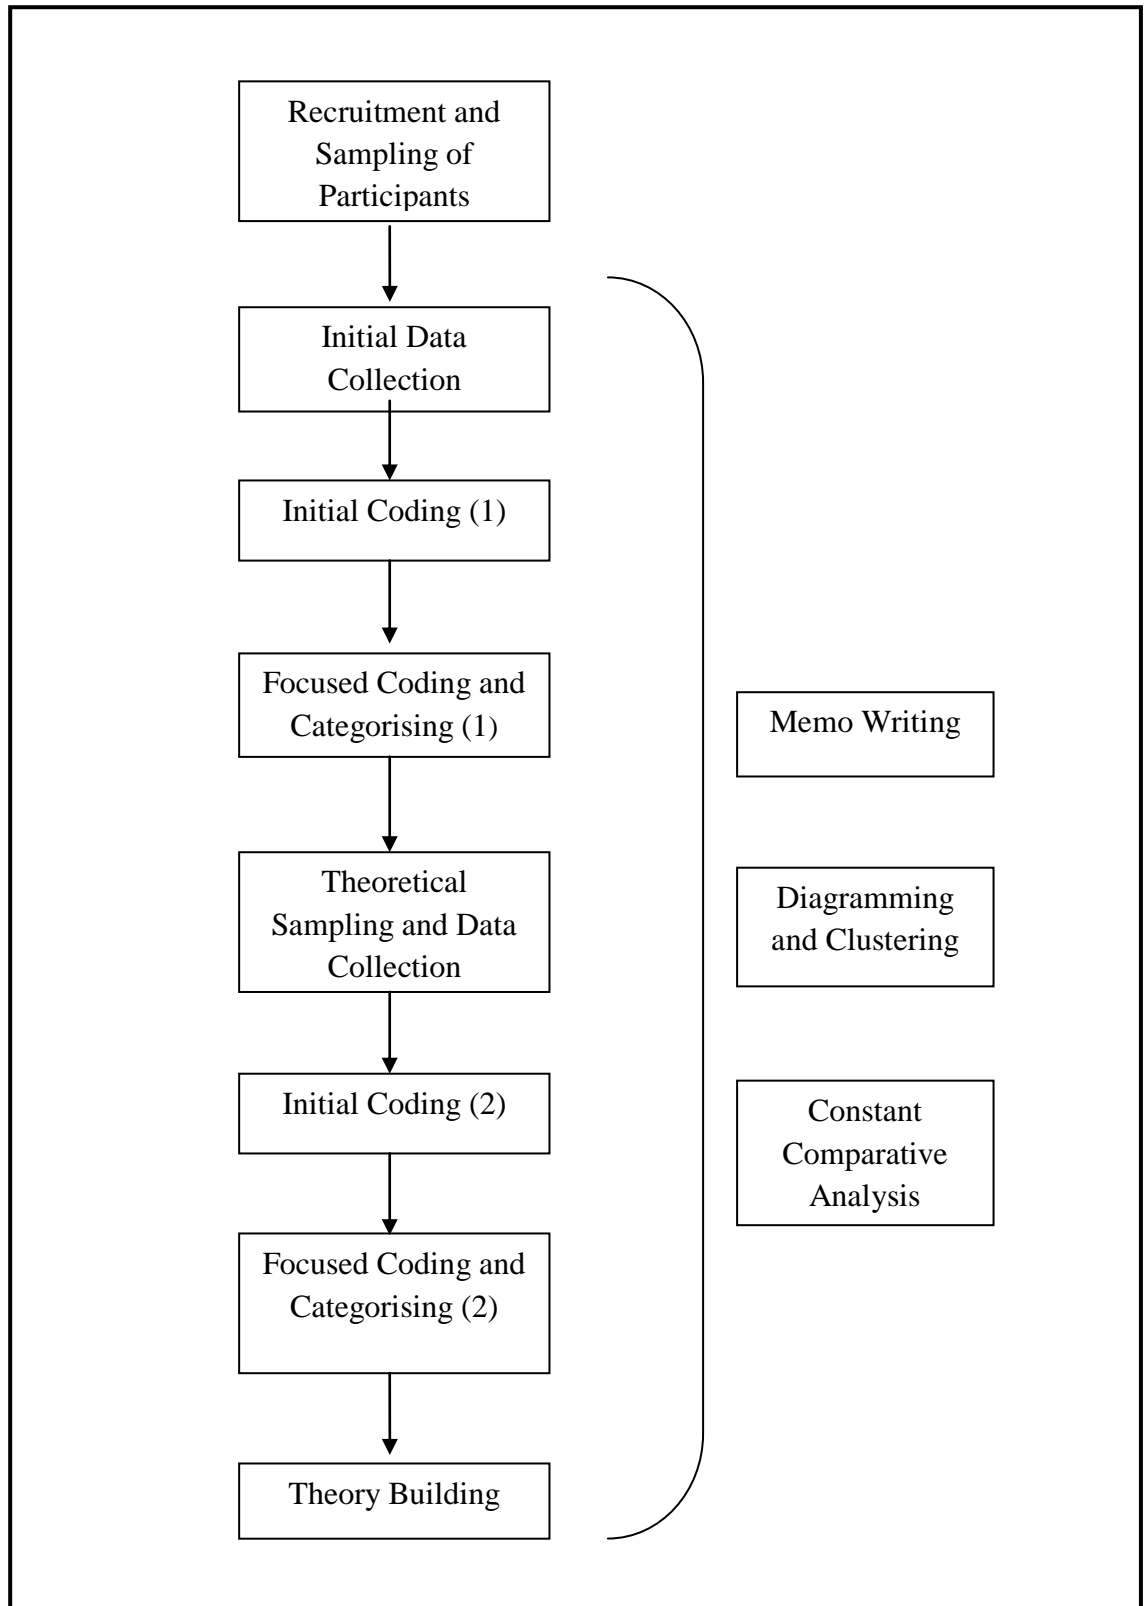 Recruitment and
Sampling of
Participants
Initial Data
Collection
Initial Coding (1)
Focused Coding and
Categorising (1)
Theoretical
Sampling and Data
Collection
Initial Coding (2)
Focused Coding and
Categorising (2)
Theory Building
Memo Writing
Diagramming
and Clustering
Constant
Comparative
Analysis